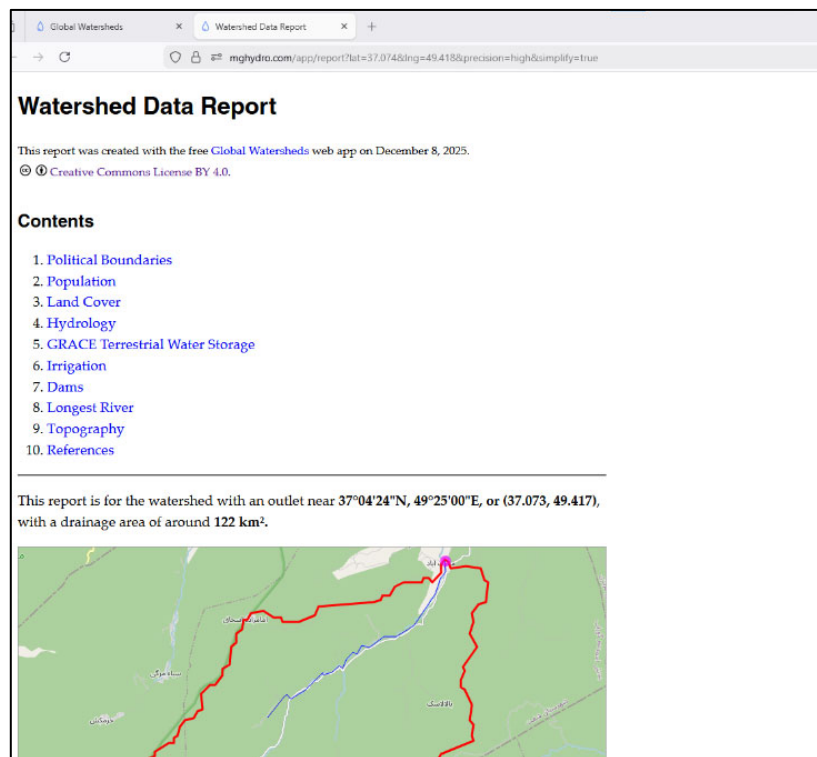 Global Watersheds
Watershed Data Report
mghydro.com/app/report?lat=37.074&lng=49.418&precision=high&simplify=true
Watershed Data Report
This report was created with the free Global Watersheds web app on December 8, 2025.
Creative Commons License BY 4.0.
Contents
1. Political Boundaries
2. Population
3. Land Cover
4. Hydrology
5. GRACE Terrestrial Water Storage
6. Irrigation
7. Dams
8. Longest River
9. Topography
10. References
This report is for the watershed with an outlet near 37°04'24"N, 49°25'00"E, or (37.073, 49.417),
with a drainage area of around 122 km².
امامزاده اسحاق
سیاه مزگی
بالالاسک